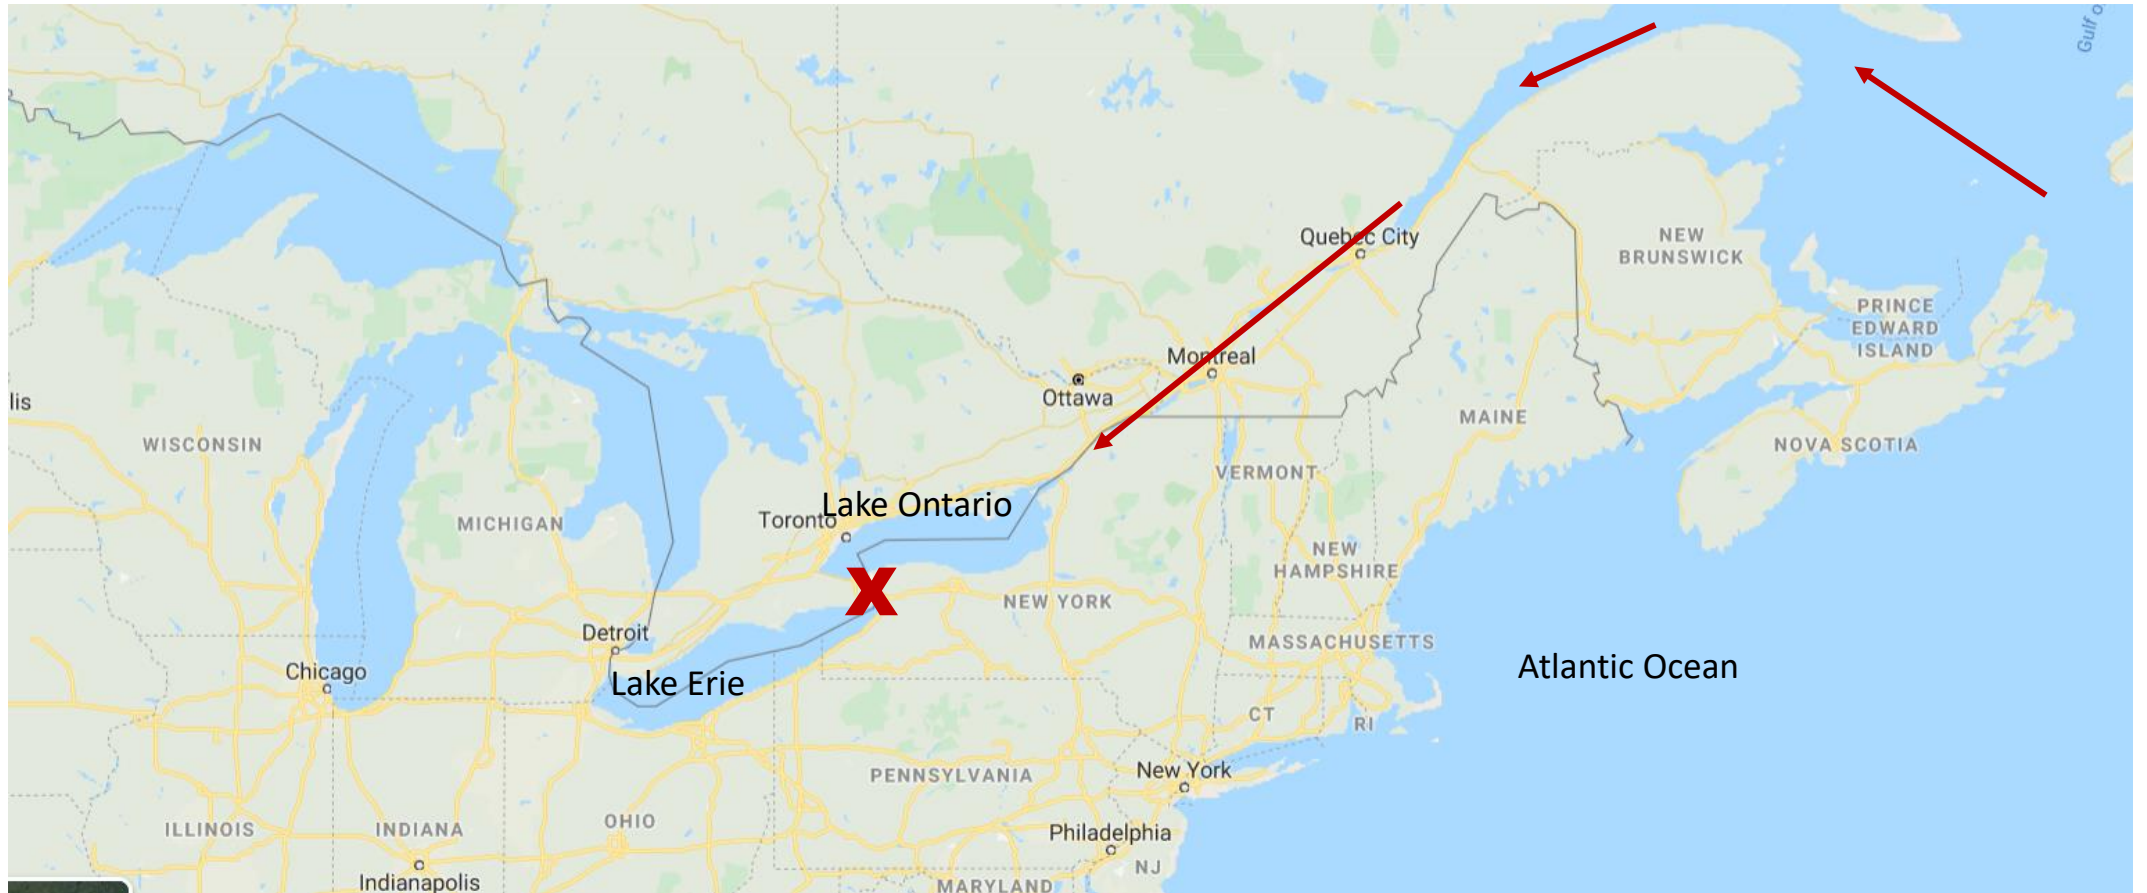 Gulf o
Quebec City
NEW
BRUNSWICK
PRINCE
EDWARD
ISLAND
Montreal
Ottawa
lis
MAINE
WISCONSIN
NOVA SCOTIA
VERMONT
Lake Ontario
Toronto
MICHIGAN
NEW
HAMPSHIRE
X
NEW YORK
Detroit
MASSACHUSETTS
Chicago
Lake Erie
Atlantic Ocean
CT
RI
PENNSYLVANIA
New York
ILLINOIS
INDIANA
OHIO
Philadelphia
NJ
Indianapolis
MARYLAND